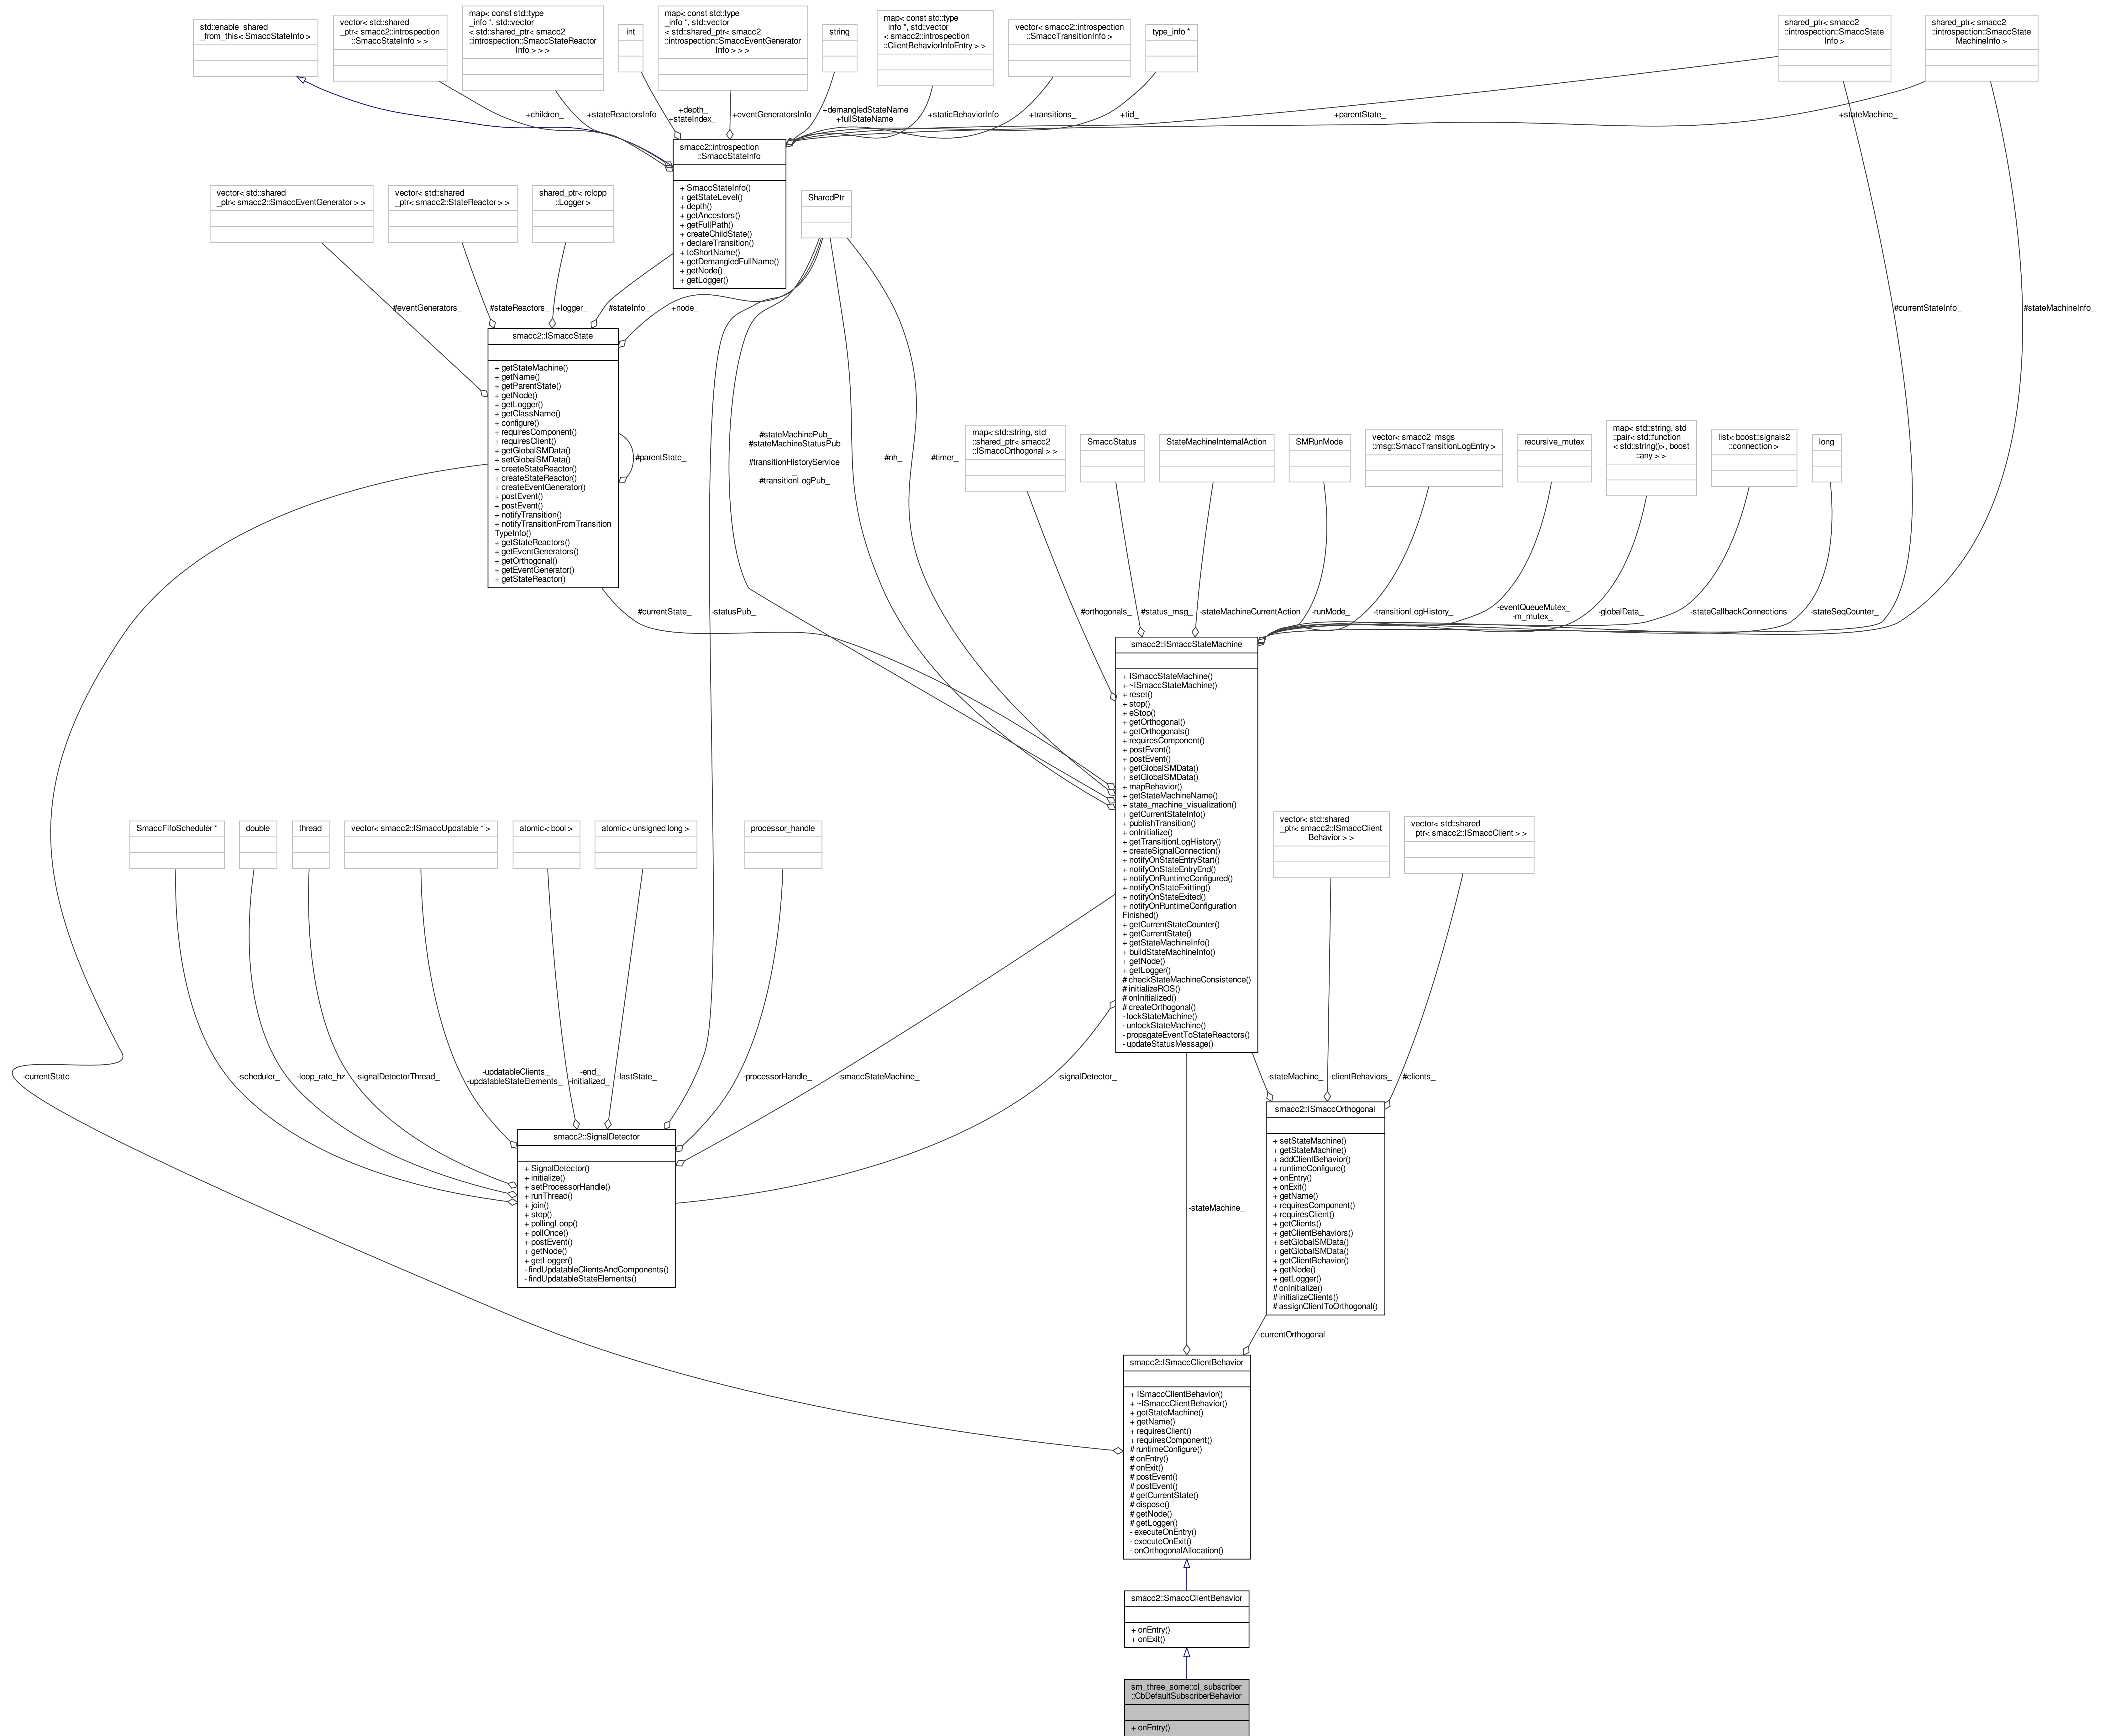 std::enable_shared
_from_this< SmaccStateInfo >
vector< std::shared
_ptr< smacc2::introspection
::SmaccStateInfo > >
map< const std::type
_info *, std::vector
< std::shared_ptr< smacc2
::introspection::SmaccStateReactor
Info > > >
int
map< const std::type
_info *, std::vector
< std::shared_ptr< smacc2
::introspection::SmaccEventGenerator
Info > > >
string
map< const std::type
_info *, std::vector
< smacc2::introspection
::ClientBehaviorInfoEntry > >
vector< smacc2::introspection
::SmaccTransitionInfo >
type_info *
shared_ptr< smacc2
::introspection::SmaccState
Info >
shared_ptr< smacc2
::introspection::SmaccState
MachineInfo >
+children_
+stateReactorsInfo
+depth_
+stateIndex_
+eventGeneratorsInfo
+demangledStateName
+fullStateName
+staticBehaviorInfo
+transitions_
+tid_
+parentState_
+stateMachine_
smacc2::introspection
::SmaccStateInfo
+ SmaccStateInfo()
+ getStateLevel()
+ depth()
+ getAncestors()
+ getFullPath()
+ createChildState()
+ declareTransition()
+ toShortName()
+ getDemangledFullName()
+ getNode()
+ getLogger()
vector< std::shared
_ptr< smacc2::SmaccEventGenerator > >
vector< std::shared
_ptr< smacc2::StateReactor > >
shared_ptr< rclcpp
::Logger >
SharedPtr
#eventGenerators_
#stateReactors_
+logger_
#stateInfo_
+node_
#currentStateInfo_
#stateMachineInfo_
smacc2::ISmaccState
+ getStateMachine()
+ getName()
+ getParentState()
+ getNode()
+ getLogger()
+ getClassName()
+ configure()
+ requiresComponent()
+ requiresClient()
+ getGlobalSMData()
+ setGlobalSMData()
+ createStateReactor()
+ createStateReactor()
+ createEventGenerator()
+ postEvent()
+ postEvent()
+ notifyTransition()
+ notifyTransitionFromTransition
TypeInfo()
+ getStateReactors()
+ getEventGenerators()
+ getOrthogonal()
+ getEventGenerator()
+ getStateReactor()
#parentState_
#stateMachinePub_
#stateMachineStatusPub
_
#transitionHistoryService
_
#transitionLogPub_
#nh_
#timer_
map< std::string, std
::shared_ptr< smacc2
::ISmaccOrthogonal > >
SmaccStatus
StateMachineInternalAction
SMRunMode
vector< smacc2_msgs
::msg::SmaccTransitionLogEntry >
recursive_mutex
map< std::string, std
::pair< std::function
< std::string()>, boost
::any > >
list< boost::signals2
::connection >
long
#currentState_
-statusPub_
#orthogonals_
#status_msg_
-stateMachineCurrentAction
-runMode_
-transitionLogHistory_
-eventQueueMutex_
-m_mutex_
-globalData_
-stateCallbackConnections
-stateSeqCounter_
smacc2::ISmaccStateMachine
+ ISmaccStateMachine()
+ ~ISmaccStateMachine()
+ reset()
+ stop()
+ eStop()
+ getOrthogonal()
+ getOrthogonals()
+ requiresComponent()
+ postEvent()
+ postEvent()
+ getGlobalSMData()
+ setGlobalSMData()
+ mapBehavior()
+ getStateMachineName()
+ state_machine_visualization()
+ getCurrentStateInfo()
+ publishTransition()
+ onInitialize()
+ getTransitionLogHistory()
+ createSignalConnection()
+ notifyOnStateEntryStart()
+ notifyOnStateEntryEnd()
+ notifyOnRuntimeConfigured()
+ notifyOnStateExitting()
+ notifyOnStateExited()
+ notifyOnRuntimeConfiguration
Finished()
+ getCurrentStateCounter()
+ getCurrentState()
+ getStateMachineInfo()
+ buildStateMachineInfo()
+ getNode()
+ getLogger()
# checkStateMachineConsistence()
# initializeROS()
# onInitialized()
# createOrthogonal()
- lockStateMachine()
- unlockStateMachine()
- propagateEventToStateReactors()
- updateStatusMessage()
SmaccFifoScheduler *
double
thread
vector< smacc2::ISmaccUpdatable * >
atomic< bool >
atomic< unsigned long >
processor_handle
vector< std::shared
_ptr< smacc2::ISmaccClient
Behavior > >
vector< std::shared
_ptr< smacc2::ISmaccClient > >
-currentState
-scheduler_
-loop_rate_hz
-signalDetectorThread_
-updatableClients_
-updatableStateElements_
-end_
-initialized_
-lastState_
-processorHandle_
-smaccStateMachine_
-signalDetector_
-stateMachine_
-clientBehaviors_
#clients_
smacc2::SignalDetector
+ SignalDetector()
+ initialize()
+ setProcessorHandle()
+ runThread()
+ join()
+ stop()
+ pollingLoop()
+ pollOnce()
+ postEvent()
+ getNode()
+ getLogger()
- findUpdatableClientsAndComponents()
- findUpdatableStateElements()
smacc2::ISmaccOrthogonal
+ setStateMachine()
+ getStateMachine()
+ addClientBehavior()
+ runtimeConfigure()
+ onEntry()
+ onExit()
+ getName()
+ requiresComponent()
+ requiresClient()
+ getClients()
+ getClientBehaviors()
+ setGlobalSMData()
+ getGlobalSMData()
+ getClientBehavior()
+ getNode()
+ getLogger()
# onInitialize()
# initializeClients()
# assignClientToOrthogonal()
-stateMachine_
-currentOrthogonal
smacc2::ISmaccClientBehavior
+ ISmaccClientBehavior()
+ ~ISmaccClientBehavior()
+ getStateMachine()
+ getName()
+ requiresClient()
+ requiresComponent()
# runtimeConfigure()
# onEntry()
# onExit()
# postEvent()
# postEvent()
# getCurrentState()
# dispose()
# getNode()
# getLogger()
- executeOnEntry()
- executeOnExit()
- onOrthogonalAllocation()
smacc2::SmaccClientBehavior
+ onEntry()
+ onExit()
sm_three_some::cl_subscriber
::CbDefaultSubscriberBehavior
+ onEntry()